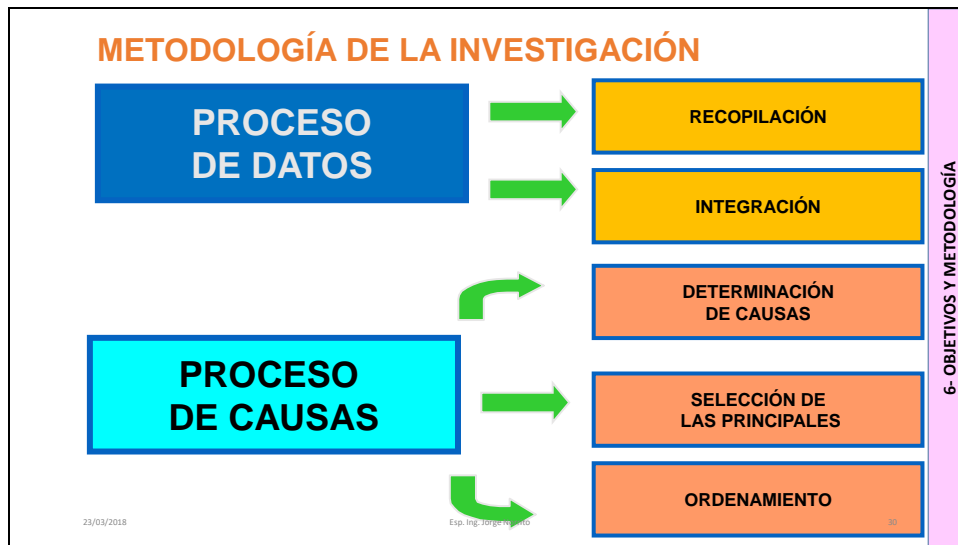 METODOLOGÍA DE LA INVESTIGACIÓN
PROCESO
DE DATOS
RECOPILACIÓN
INTEGRACIÓN
PROCESO
DE CAUSAS
DETERMINACIÓN
DE CAUSAS
SELECCIÓN DE
LAS PRINCIPALES
ORDENAMIENTO
6- OBJETIVOS Y METODOLOGÍA
23/03/2018
Esp. Ing. Jorge
30